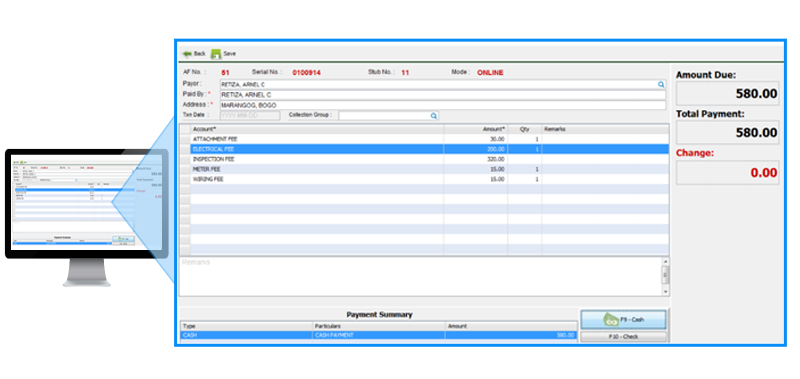 Back Save
AF No. : 51 Serial No. : 0100914 Stub No. : 11 Mode : ONLINE
Payor : RETIZA, ARNEL C
Paid By : * RETIZA, ARNEL C
Address : * MARANGOG, BOGO
Txn Date : YYYY-MM-DD Collection Group :
Account* Amount* Qty Remarks
ATTACHMENT FEE 30.00 1
ELECTRICAL FEE 200.00 1
INSPECTION FEE 320.00
METER FEE 15.00 1
WIRING FEE 15.00 1
Remarks
Payment Summary
Type Particulars Amount
CASH CASH PAYMENT 580.00
F9 - Cash
F10 - Check
Amount Due:
580.00
Total Payment:
580.00
Change:
0.00